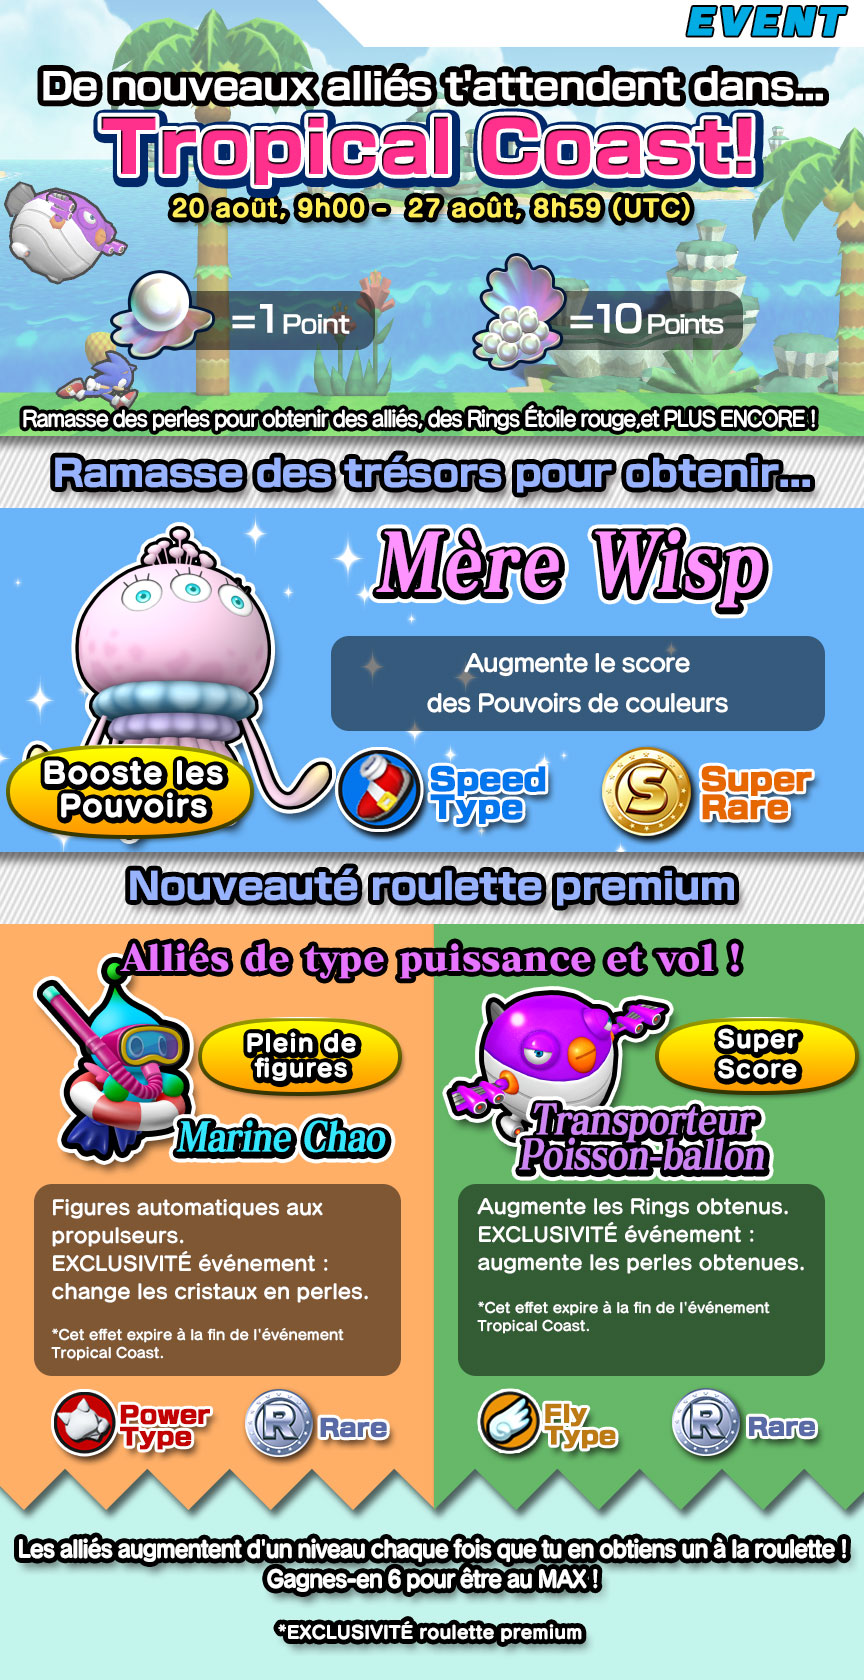 EVENT
De nouveaux alliés t'attendent dans...
Tropical Coast!
20 août, 9h00 - 27 août, 8h59 (UTC)
=1 Point
=10 Points
Ramasse des perles pour obtenir des alliés, des Rings Étoile rouge,et PLUS ENCORE !
Ramasse des trésors pour obtenir...
Mère Wisp
Augmente le score
des Pouvoirs de couleurs
Booste les
Pouvoirs
Speed
Type
S
Super
Rare
Nouveauté roulette premium
Alliés de type puissance et vol !
Plein de
figures
Marine Chao
Figures automatiques aux
propulseurs.
EXCLUSIVITÉ événement :
change les cristaux en perles.
*Cet effet expire à la fin de l'événement
Tropical Coast.
Power
Type
R
Rare
Super
Score
Transporteur
Poisson-ballon
Augmente les Rings obtenus.
EXCLUSIVITÉ événement :
augmente les perles obtenues.
*Cet effet expire à la fin de l'événement
Tropical Coast.
Fly
Type
R
Rare
Les alliés augmentent d'un niveau chaque fois que tu en obtiens un à la roulette !
Gagnes-en 6 pour être au MAX !
*EXCLUSIVITÉ roulette premium